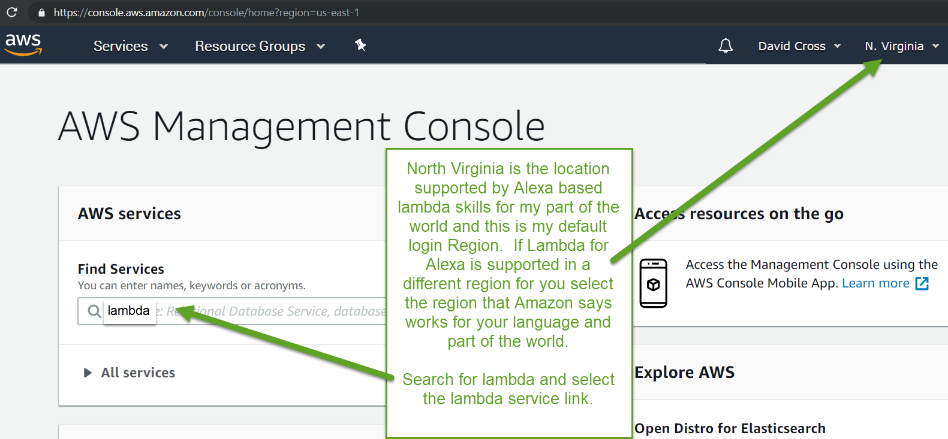 https://console.aws.amazon.com/console/home?region=us-east-1
aws Services Resource Groups David Cross N. Virginia
AWS Management Console
AWS services
Find Services
You can enter names, keywords or acronyms.
lambda e: Relational Database Service, database
All services
North Virginia is the location
supported by Alexa based
lambda skills for my part of the
world and this is my default
login Region. If Lambda for
Alexa is supported in a
different region for you select
the region that Amazon says
works for your language and
part of the world.
Search for lambda and select
the lambda service link.
Access resources on the go
Access the Management Console using the
AWS Console Mobile App. Learn more
Explore AWS
Open Distro for Elasticsearch